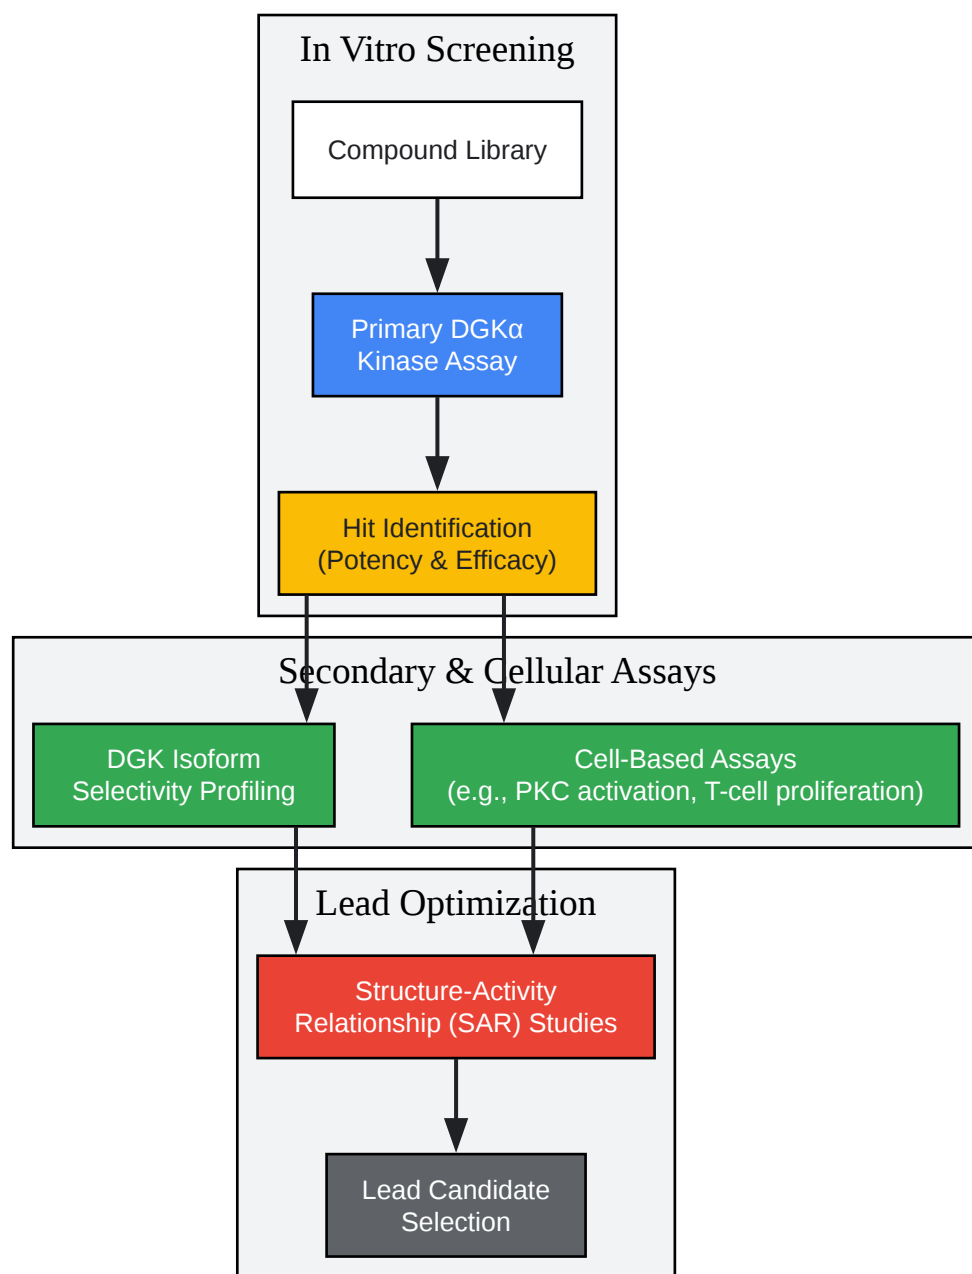 In Vitro Screening
Compound Library
Primary DGKα
Kinase Assay
Hit Identification
(Potency & Efficacy)
Secondary & Cellular Assays
DGK Isoform
Selectivity Profiling
Cell-Based Assays
(e.g., PKC activation, T-cell proliferation)
Lead Optimization
Structure-Activity
Relationship (SAR) Studies
Lead Candidate
Selection